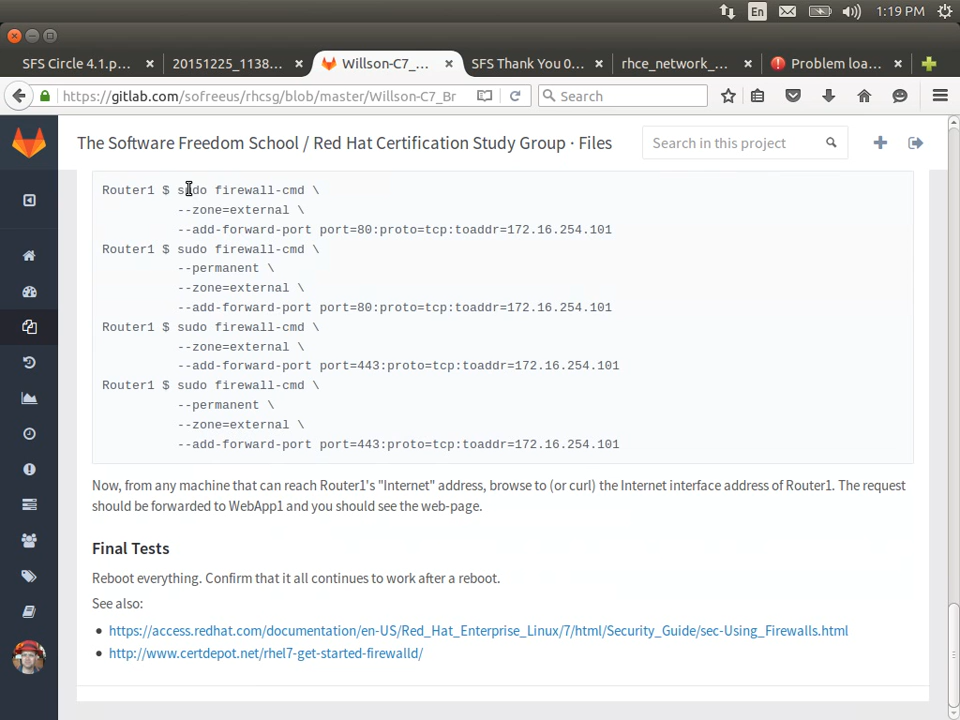 En
1:19 PM
SFS Circle 4.1.p...
20151225_1138...
Willson-C7_...
SFS Thank You 0...
rhce_network_...
Problem loa...
https://gitlab.com/sofreeus/rhcsg/blob/master/Willson-C7_Br
Search
The Software Freedom School / Red Hat Certification Study Group · Files
Search in this project
Router1 $ sudo firewall-cmd \
--zone=external \
--add-forward-port port=80:proto=tcp:toaddr=172.16.254.101
Router1 $ sudo firewall-cmd \
--permanent \
--zone=external \
--add-forward-port port=80:proto=tcp:toaddr=172.16.254.101
Router1 $ sudo firewall-cmd \
--zone=external \
--add-forward-port port=443:proto=tcp:toaddr=172.16.254.101
Router1 $ sudo firewall-cmd \
--permanent \
--zone=external \
--add-forward-port port=443:proto=tcp:toaddr=172.16.254.101
Now, from any machine that can reach Router1's "Internet" address, browse to (or curl) the Internet interface address of Router1. The request
should be forwarded to WebApp1 and you should see the web-page.
Final Tests
Reboot everything. Confirm that it all continues to work after a reboot.
See also:
https://access.redhat.com/documentation/en-US/Red_Hat_Enterprise_Linux/7/html/Security_Guide/sec-Using_Firewalls.html
http://www.certdepot.net/rhel7-get-started-firewalld/